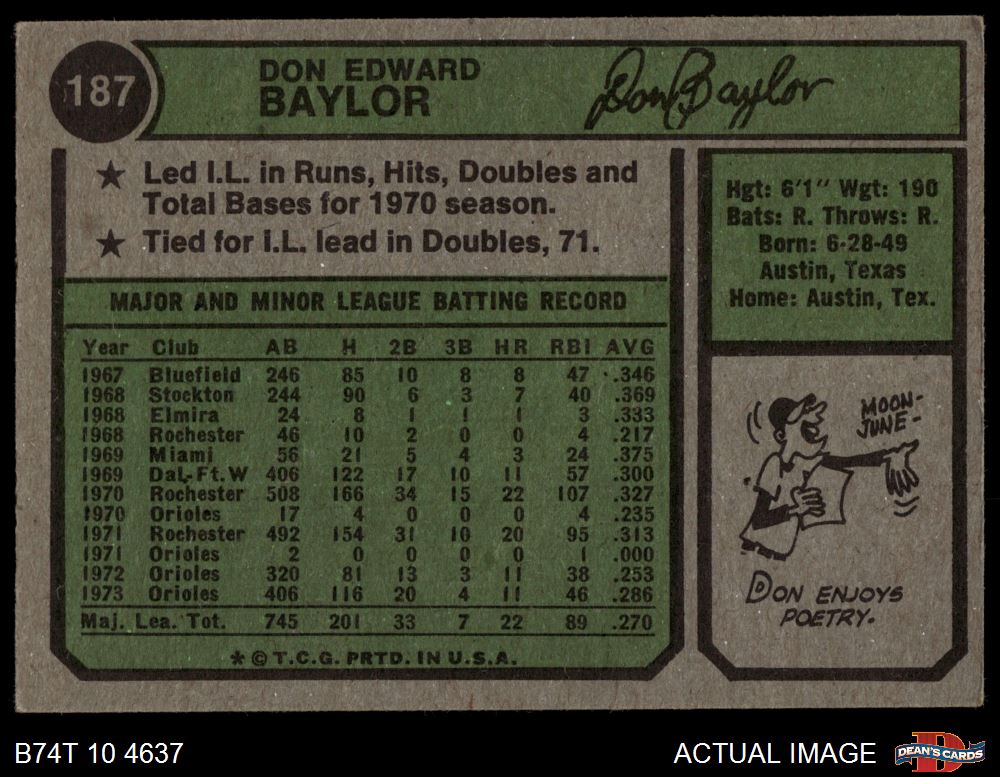 187
DON EDWARD
BAYLOR
Don Baylor
★ Led I.L. in Runs, Hits, Doubles and
Total Bases for 1970 season.
★ Tied for I.L. lead in Doubles, 71.
MAJOR AND MINOR LEAGUE BATTING RECORD
Year Club AB H 2B 3B HR RBI AVG
1967 Bluefield 246 85 10 8 8 47 .346
1968 Stockton 244 90 6 3 7 40 .369
1968 Elmira 24 8 1 1 1 3 .333
1968 Rochester 46 10 2 0 0 4 .217
1969 Miami 56 21 5 4 3 24 .375
1969 Dal.-Ft. W 406 122 17 10 11 57 .300
1970 Rochester 508 166 34 15 22 107 .327
1970 Orioles 17 4 0 0 0 4 .235
1971 Rochester 492 154 31 10 20 95 .313
1971 Orioles 2 0 0 0 0 1 .000
1972 Orioles 320 81 13 3 11 38 .253
1973 Orioles 406 116 20 4 11 46 .286
Maj. Lea. Tot. 745 201 33 7 22 89 .270
* © T.C.G. PRTD. IN U.S.A.
Hgt: 6'1" Wgt: 190
Bats: R. Throws: R.
Born: 6-28-49
Austin, Texas
Home: Austin, Tex.
MOON-
JUNE-
DON ENJOYS
POETRY.
B74T 10 4637
ACTUAL IMAGE
D
DEAN'S CARDS